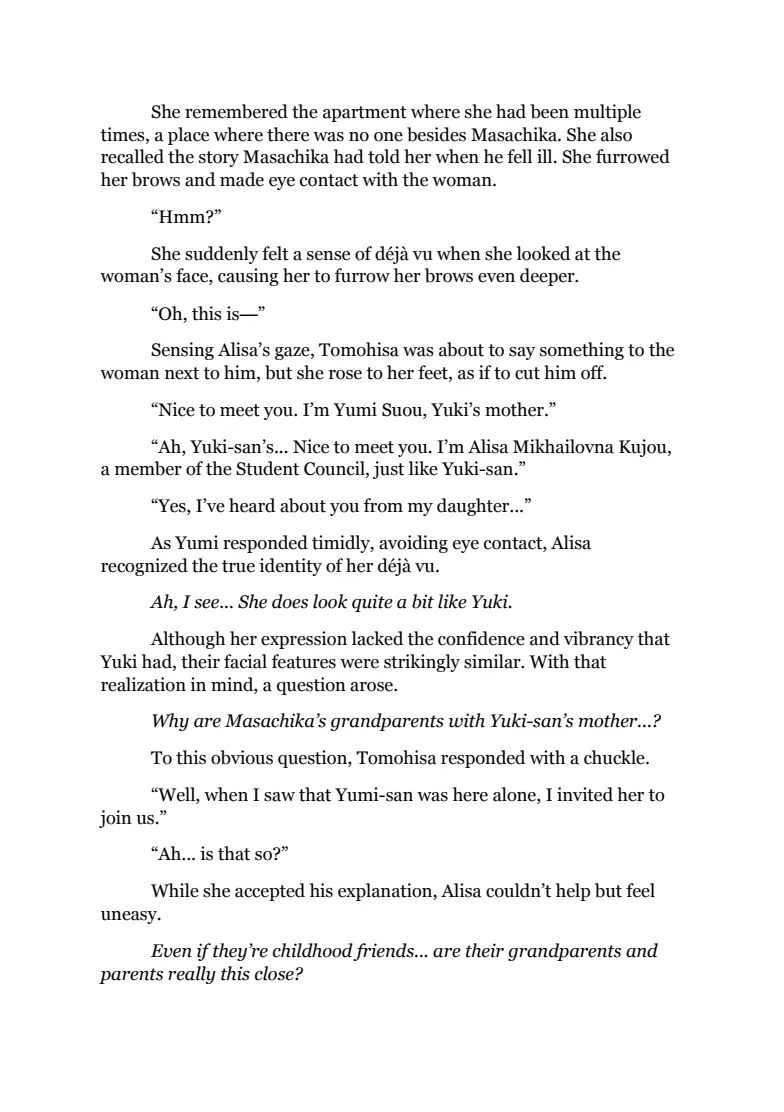 She remembered the apartment where she had been multiple
times, a place where there was no one besides Masachika. She also
recalled the story Masachika had told her when he fell ill. She furrowed
her brows and made eye contact with the woman.
“Hmm?”
She suddenly felt a sense of déjà vu when she looked at the
woman’s face, causing her to furrow her brows even deeper.
“Oh, this is—”
Sensing Alisa’s gaze, Tomohisa was about to say something to the
woman next to him, but she rose to her feet, as if to cut him off.
“Nice to meet you. I’m Yumi Suou, Yuki’s mother.”
“Ah, Yuki-san’s... Nice to meet you. I’m Alisa Mikhailovna Kujou,
a member of the Student Council, just like Yuki-san.”
“Yes, I’ve heard about you from my daughter...”
As Yumi responded timidly, avoiding eye contact, Alisa
recognized the true identity of her déjà vu.
Ah, I see... She does look quite a bit like Yuki.
Although her expression lacked the confidence and vibrancy that
Yuki had, their facial features were strikingly similar. With that
realization in mind, a question arose.
Why are Masachika’s grandparents with Yuki-san’s mother...?
To this obvious question, Tomohisa responded with a chuckle.
“Well, when I saw that Yumi-san was here alone, I invited her to
join us.”
“Ah... is that so?”
While she accepted his explanation, Alisa couldn’t help but feel
uneasy.
Even if they’re childhood friends... are their grandparents and
parents really this close?